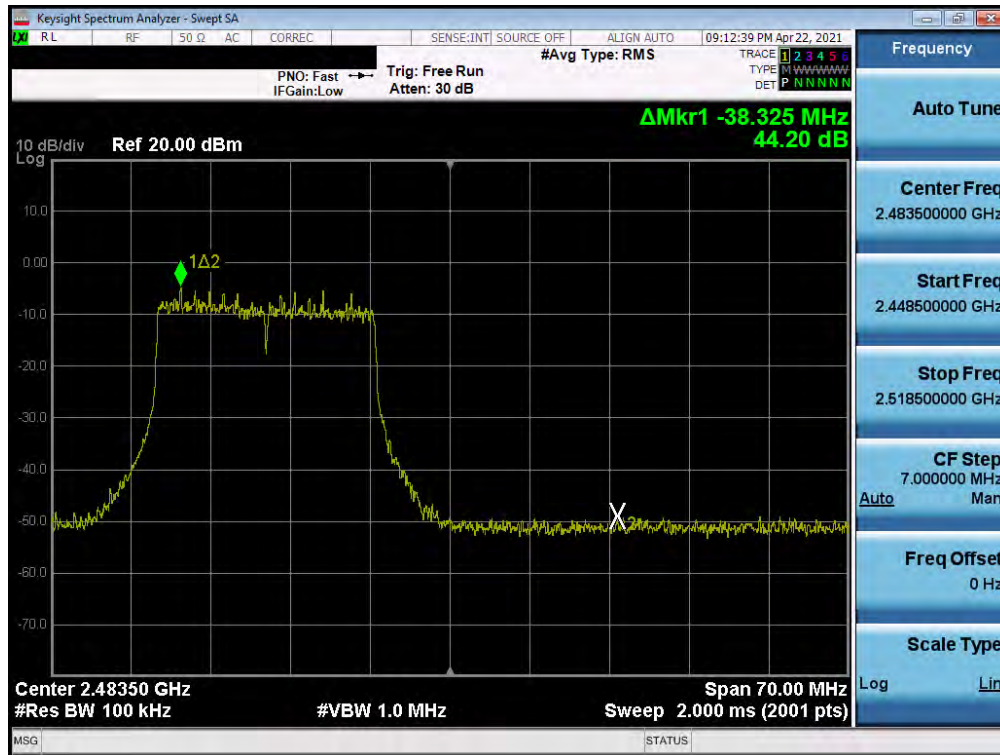 Keysight Spectrum Analyzer - Swept SA
LXI RL RF 50 Ω AC CORREC SENSE:INT SOURCE OFF ALIGN AUTO 09:12:39 PM Apr 22, 2021
#Avg Type: RMS
TRACE 1 2 3 4 5 6
PNO: Fast Trig: Free Run
TYPE M WWWWW
IFGain:Low Atten: 30 dB
DET P N N N N N
ΔMkr1 -38.325 MHz
44.20 dB
10 dB/div Ref 20.00 dBm
Log
10.0
0.00
1Δ2
-10.0
-20.0
-30.0
-40.0
-50.0
X2
-60.0
-70.0
Center 2.48350 GHz Span 70.00 MHz
#Res BW 100 kHz #VBW 1.0 MHz Sweep 2.000 ms (2001 pts)
MSG STATUS
Frequency
Auto Tune
Center Freq
2.483500000 GHz
Start Freq
2.448500000 GHz
Stop Freq
2.518500000 GHz
CF Step
7.000000 MHz
Auto Man
Freq Offset
0 Hz
Scale Type
Log Lin